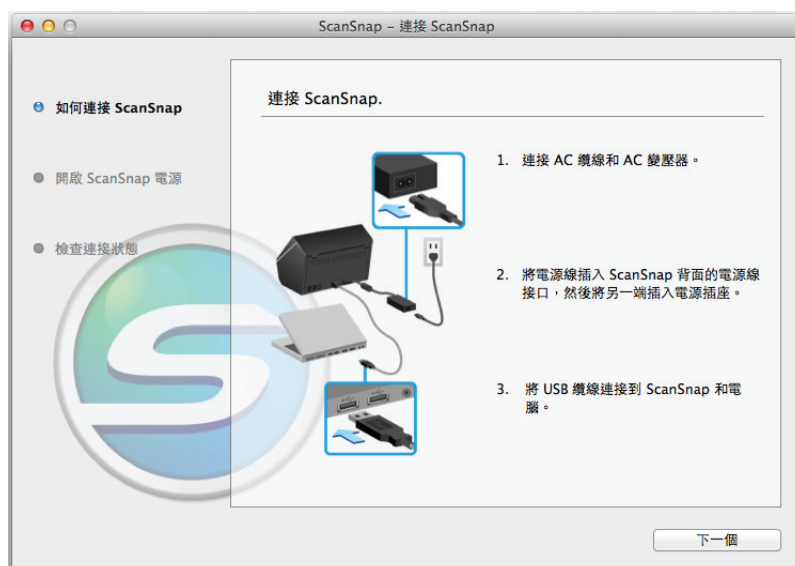 ScanSnap – 連接 ScanSnap
如何連接 ScanSnap
開啟 ScanSnap 電源
檢查連接狀態
連接 ScanSnap.
1. 連接 AC 纜線和 AC 變壓器。
2. 將電源線插入 ScanSnap 背面的電源線
接口，然後將另一端插入電源插座。
3. 將 USB 纜線連接到 ScanSnap 和電
腦。
下一個